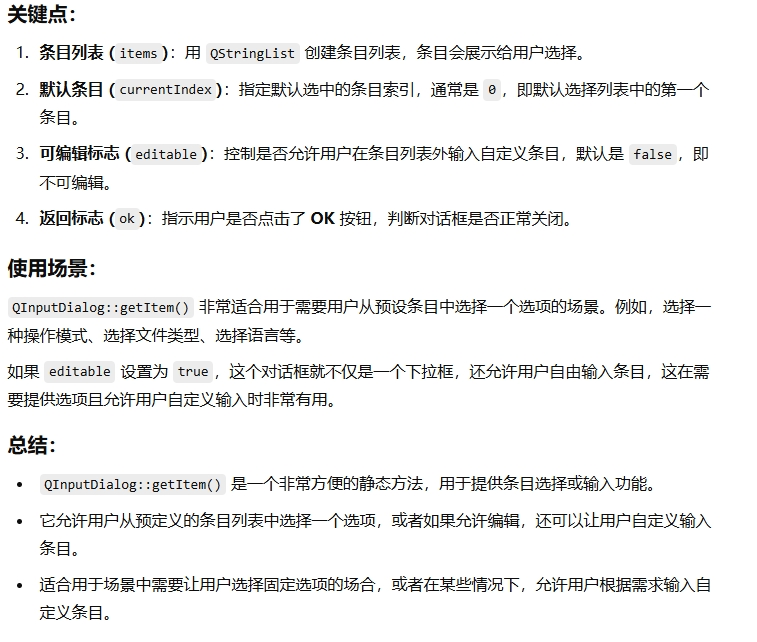 关键点：
1. 条目列表 (items)：用 QStringList 创建条目列表，条目会展示给用户选择。
2. 默认条目 (currentIndex)：指定默认选中的条目索引，通常是 0，即默认选择列表中的第一个
条目。
3. 可编辑标志 (editable)：控制是否允许用户在条目列表外输入自定义条目，默认是 false，即
不可编辑。
4. 返回标志 (ok)：指示用户是否点击了 OK 按钮，判断对话框是否正常关闭。
使用场景：
QInputDialog::getItem() 非常适合用于需要用户从预设条目中选择一个选项的场景。例如，选择一
种操作模式、选择文件类型、选择语言等。
如果 editable 设置为 true，这个对话框就不仅是一个下拉框，还允许用户自由输入条目，这在需
要提供选项且允许用户自定义输入时非常有用。
总结：
• QInputDialog::getItem() 是一个非常方便的静态方法，用于提供条目选择或输入功能。
• 它允许用户从预定义的条目列表中选择一个选项，或者如果允许编辑，还可以让用户自定义输入
条目。
• 适合用于场景中需要让用户选择固定选项的场合，或者在某些情况下，允许用户根据需求输入自
定义条目。